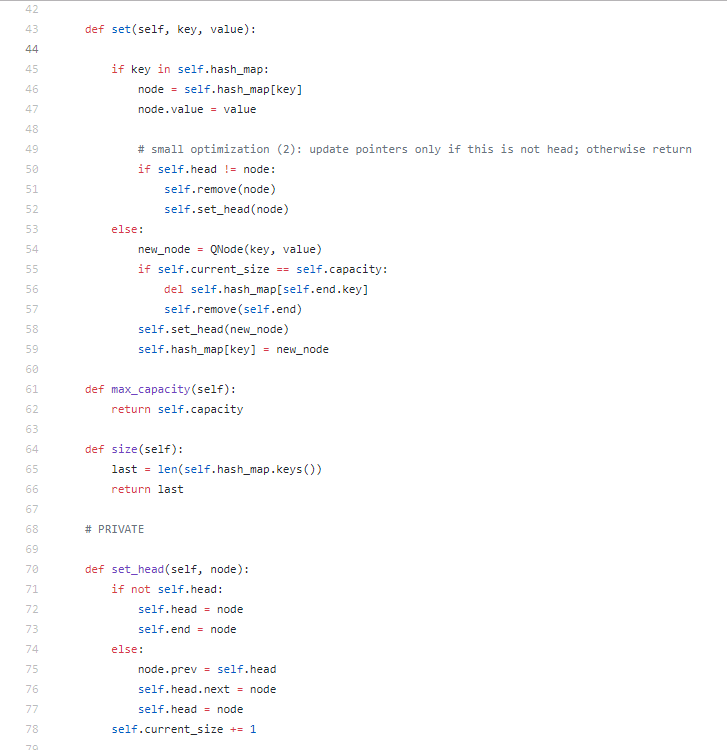 42
43 def set(self, key, value):
44
45 if key in self.hash_map:
46 node = self.hash_map[key]
47 node.value = value
48
49 # small optimization (2): update pointers only if this is not head; otherwise return
50 if self.head != node:
51 self.remove(node)
52 self.set_head(node)
53 else:
54 new_node = QNode(key, value)
55 if self.current_size == self.capacity:
56 del self.hash_map[self.end.key]
57 self.remove(self.end)
58 self.set_head(new_node)
59 self.hash_map[key] = new_node
60
61 def max_capacity(self):
62 return self.capacity
63
64 def size(self):
65 last = len(self.hash_map.keys())
66 return last
67
68 # PRIVATE
69
70 def set_head(self, node):
71 if not self.head:
72 self.head = node
73 self.end = node
74 else:
75 node.prev = self.head
76 self.head.next = node
77 self.head = node
78 self.current_size += 1
79